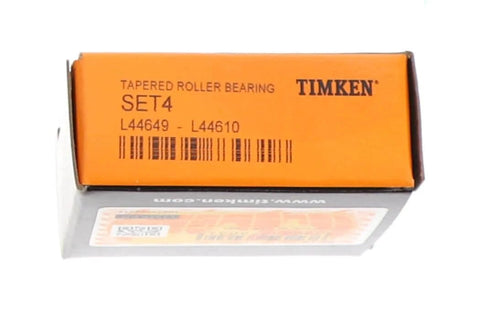 TAPERED ROLLER BEARING
TIMKEN®
SET4
L44649 - L44610
www.timken.com